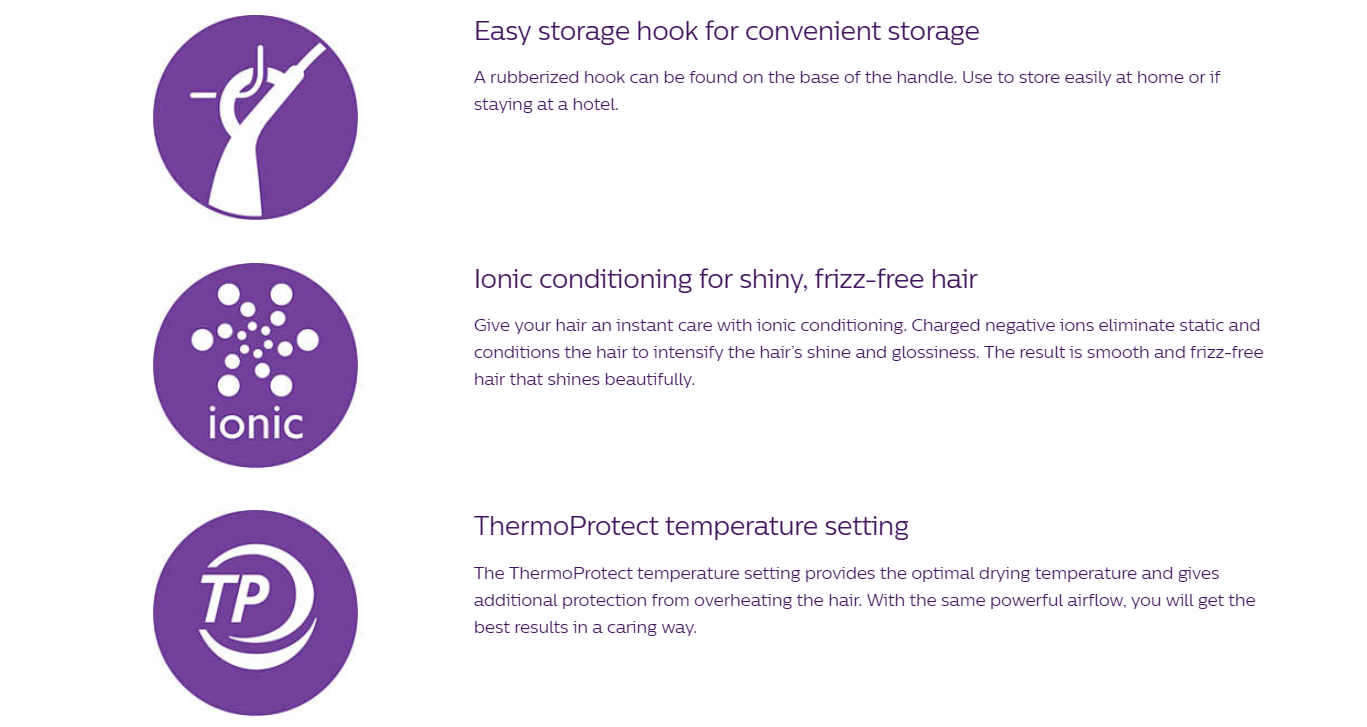 Easy storage hook for convenient storage
A rubberized hook can be found on the base of the handle. Use to store easily at home or if
staying at a hotel.
ionic
Ionic conditioning for shiny, frizz-free hair
Give your hair an instant care with ionic conditioning. Charged negative ions eliminate static and
conditions the hair to intensify the hair's shine and glossiness. The result is smooth and frizz-free
hair that shines beautifully.
TP
ThermoProtect temperature setting
The ThermoProtect temperature setting provides the optimal drying temperature and gives
additional protection from overheating the hair. With the same powerful airflow, you will get the
best results in a caring way.